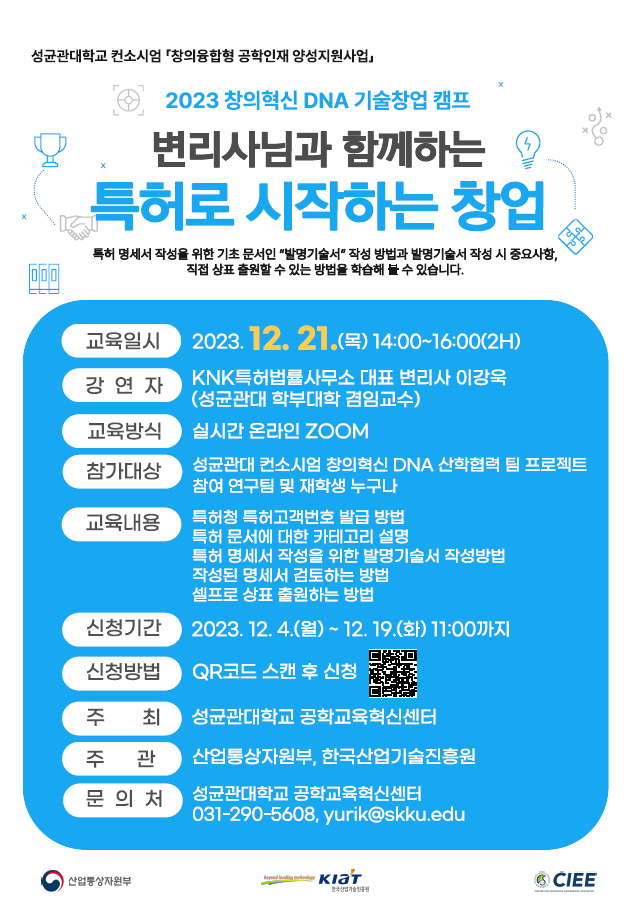 성균관대학교 컨소시엄 「창의융합형 공학인재 양성지원사업」
2023 창의혁신 DNA 기술창업 캠프
변리사님과 함께하는
특허로 시작하는 창업
특허 명세서 작성을 위한 기초 문서인 "발명기술서" 작성 방법과 발명기술서 작성 시 중요사항,
직접 상표 출원할 수 있는 방법을 학습해 볼 수 있습니다.
교육일시 2023. 12. 21.(목) 14:00~16:00(2H)
강 연 자 KNK특허법률사무소 대표 변리사 이강욱
(성균관대 학부대학 겸임교수)
교육방식 실시간 온라인 ZOOM
참가대상 성균관대 컨소시엄 창의혁신 DNA 산학협력 팀 프로젝트
참여 연구팀 및 재학생 누구나
교육내용 특허청 특허고객번호 발급 방법
특허 문서에 대한 카테고리 설명
특허 명세서 작성을 위한 발명기술서 작성방법
작성된 명세서 검토하는 방법
셀프로 상표 출원하는 방법
신청기간 2023. 12. 4.(월) ~ 12. 19.(화) 11:00까지
신청방법 QR코드 스캔 후 신청
주 최 성균관대학교 공학교육혁신센터
주 관 산업통상자원부, 한국산업기술진흥원
문 의 처 성균관대학교 공학교육혁신센터
031-290-5608, yurik@skku.edu
산업통상자원부
beyond leading technology
KIAT
한국산업기술진흥원
CIEE